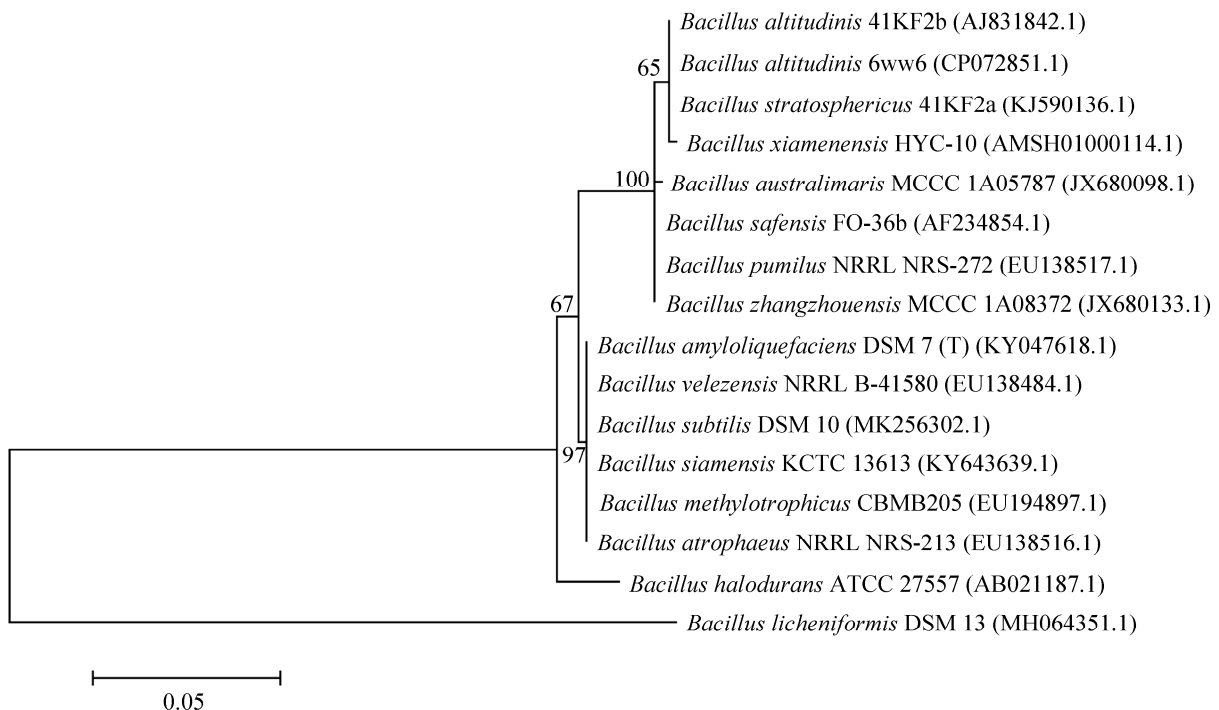 Bacillus altitudinis 41KF2b (AJ831842.1)
Bacillus altitudinis 6ww6 (CP072851.1)
65
Bacillus stratosphericus 41KF2a (KJ590136.1)
Bacillus xiamenensis HYC-10 (AMSH01000114.1)
100
Bacillus australimaris MCCC 1A05787 (JX680098.1)
Bacillus safensis FO-36b (AF234854.1)
Bacillus pumilus NRRL NRS-272 (EU138517.1)
67
Bacillus zhangzhouensis MCCC 1A08372 (JX680133.1)
Bacillus amyloliquefaciens DSM 7 (T) (KY047618.1)
Bacillus velezensis NRRL B-41580 (EU138484.1)
Bacillus subtilis DSM 10 (MK256302.1)
97
Bacillus siamensis KCTC 13613 (KY643639.1)
Bacillus methylotrophicus CBMB205 (EU194897.1)
Bacillus atrophaeus NRRL NRS-213 (EU138516.1)
Bacillus halodurans ATCC 27557 (AB021187.1)
Bacillus licheniformis DSM 13 (MH064351.1)
0.05